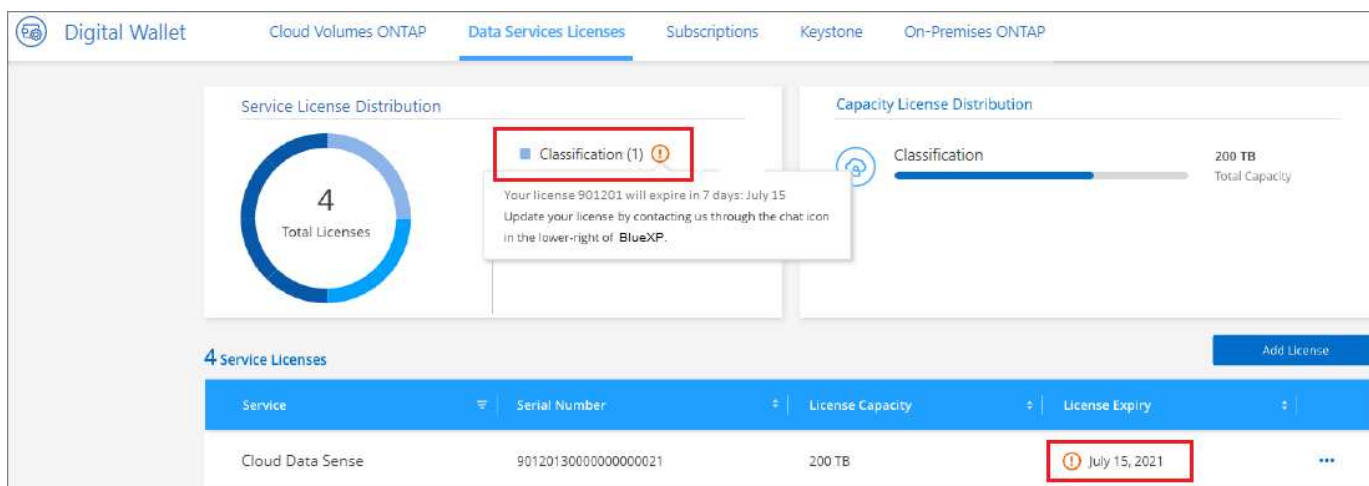 Digital Wallet
Cloud Volumes ONTAP
Data Services Licenses
Subscriptions
Keystone
On-Premises ONTAP
Service License Distribution
4
Total Licenses
Classification (1)
Your license 901201 will expire in 7 days: July 15
Update your license by contacting us through the chat icon
in the lower-right of BlueXP.
Capacity License Distribution
Classification
200 TB
Total Capacity
4 Service Licenses
Add License
Service Serial Number License Capacity License Expiry
Cloud Data Sense 90120130000000000021 200 TB July 15, 2021